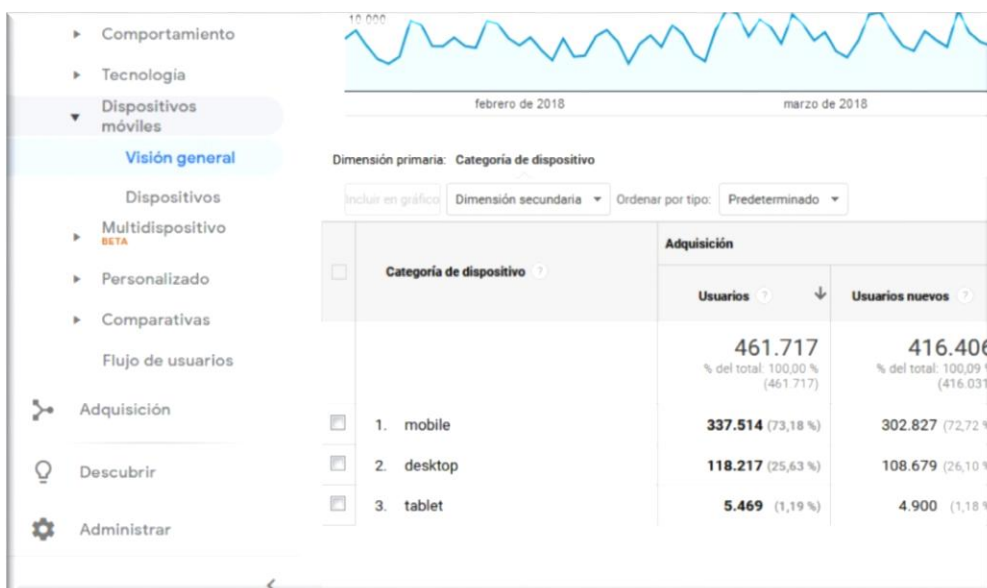 Comportamiento
Tecnología
Dispositivos
móviles
Visión general
Dispositivos
Multidispositivo
BETA
Personalizado
Comparativas
Flujo de usuarios
Adquisición
Descubrir
Administrar
10.000
febrero de 2018 marzo de 2018
Dimensión primaria: Categoría de dispositivo
Incluir en gráfico Dimensión secundaria Ordenar por tipo: Predeterminado
Adquisición
Categoría de dispositivo ?
Usuarios ? Usuarios nuevos ?
461.717 416.406
% del total: 100,00 % % del total: 100,09 %
(461.717) (416.031
1. mobile 337.514 (73,18 %) 302.827 (72,72 %
2. desktop 118.217 (25,63 %) 108.679 (26,10 %
3. tablet 5.469 (1,19 %) 4.900 (1,18 %